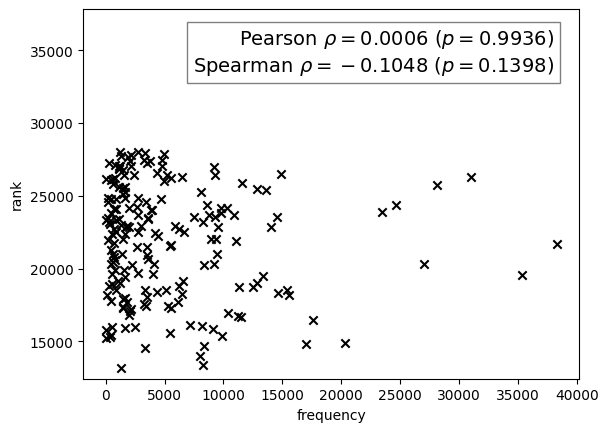 Pearson ρ = 0.0006 (p = 0.9936)
Spearman ρ = − 0.1048 (p = 0.1398)
35000
30000
25000
20000
15000
rank
0 5000 10000 15000 20000 25000 30000 35000 40000
frequency